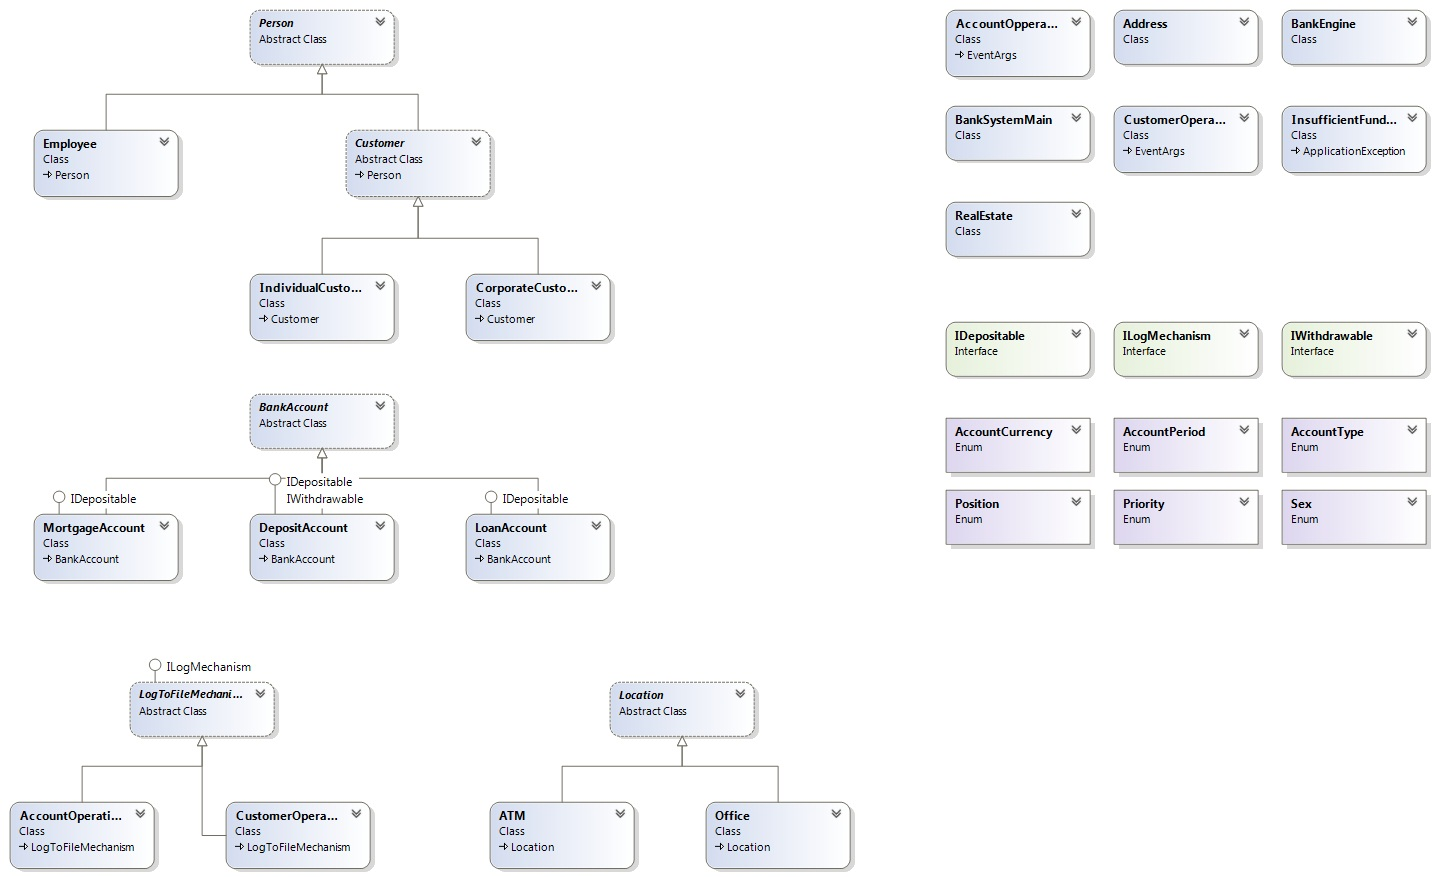 Person
Abstract Class
Employee
Class
Person
Customer
Abstract Class
Person
IndividualCusto...
Class
Customer
CorporateCusto...
Class
Customer
BankAccount
Abstract Class
IDepositable
MortgageAccount
Class
BankAccount
IDepositable
IWithdrawable
DepositAccount
Class
BankAccount
IDepositable
LoanAccount
Class
BankAccount
ILogMechanism
LogToFileMechani...
Abstract Class
AccountOperati...
Class
LogToFileMechanism
CustomerOpera...
Class
LogToFileMechanism
Location
Abstract Class
ATM
Class
Location
Office
Class
Location
AccountOppera...
Class
EventArgs
Address
Class
BankEngine
Class
BankSystemMain
Class
CustomerOpera...
Class
EventArgs
InsufficientFund...
Class
ApplicationException
RealEstate
Class
IDepositable
Interface
ILogMechanism
Interface
IWithdrawable
Interface
AccountCurrency
Enum
AccountPeriod
Enum
AccountType
Enum
Position
Enum
Priority
Enum
Sex
Enum